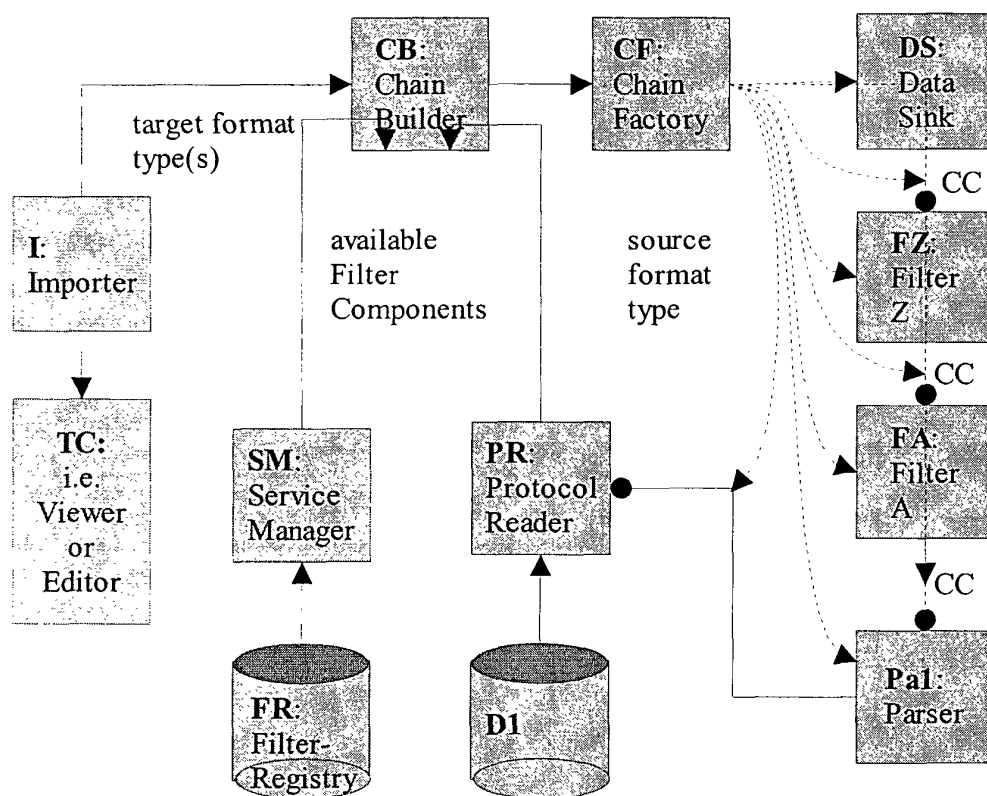 CB:
Chain
Builder
CF:
Chain
Factory
DS:
Data
Sink
target format
type(s)
CC
I:
Importer
available
Filter
Components
source
format
type
FZ:
Filter
Z
CC
TC:
i.e.
Viewer
or
Editor
SM:
Service
Manager
PR:
Protocol
Reader
FA:
Filter
A
CC
FR:
Filter-
Registry
D1
Pa1:
Parser